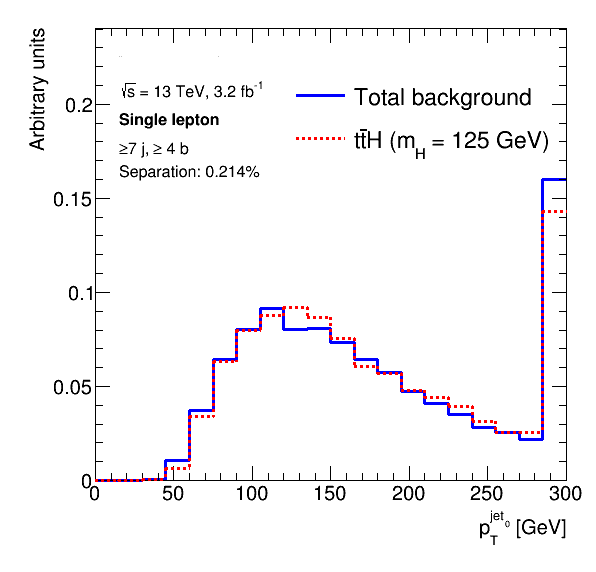 Arbitrary units
√s = 13 TeV, 3.2 fb⁻¹
Single lepton
≥7 j, ≥ 4 b
Separation: 0.214%
Total background
tt̄H (m_H = 125 GeV)
0.2
0.15
0.1
0.05
0
0 50 100 150 200 250 300
p_T^{jet_0} [GeV]